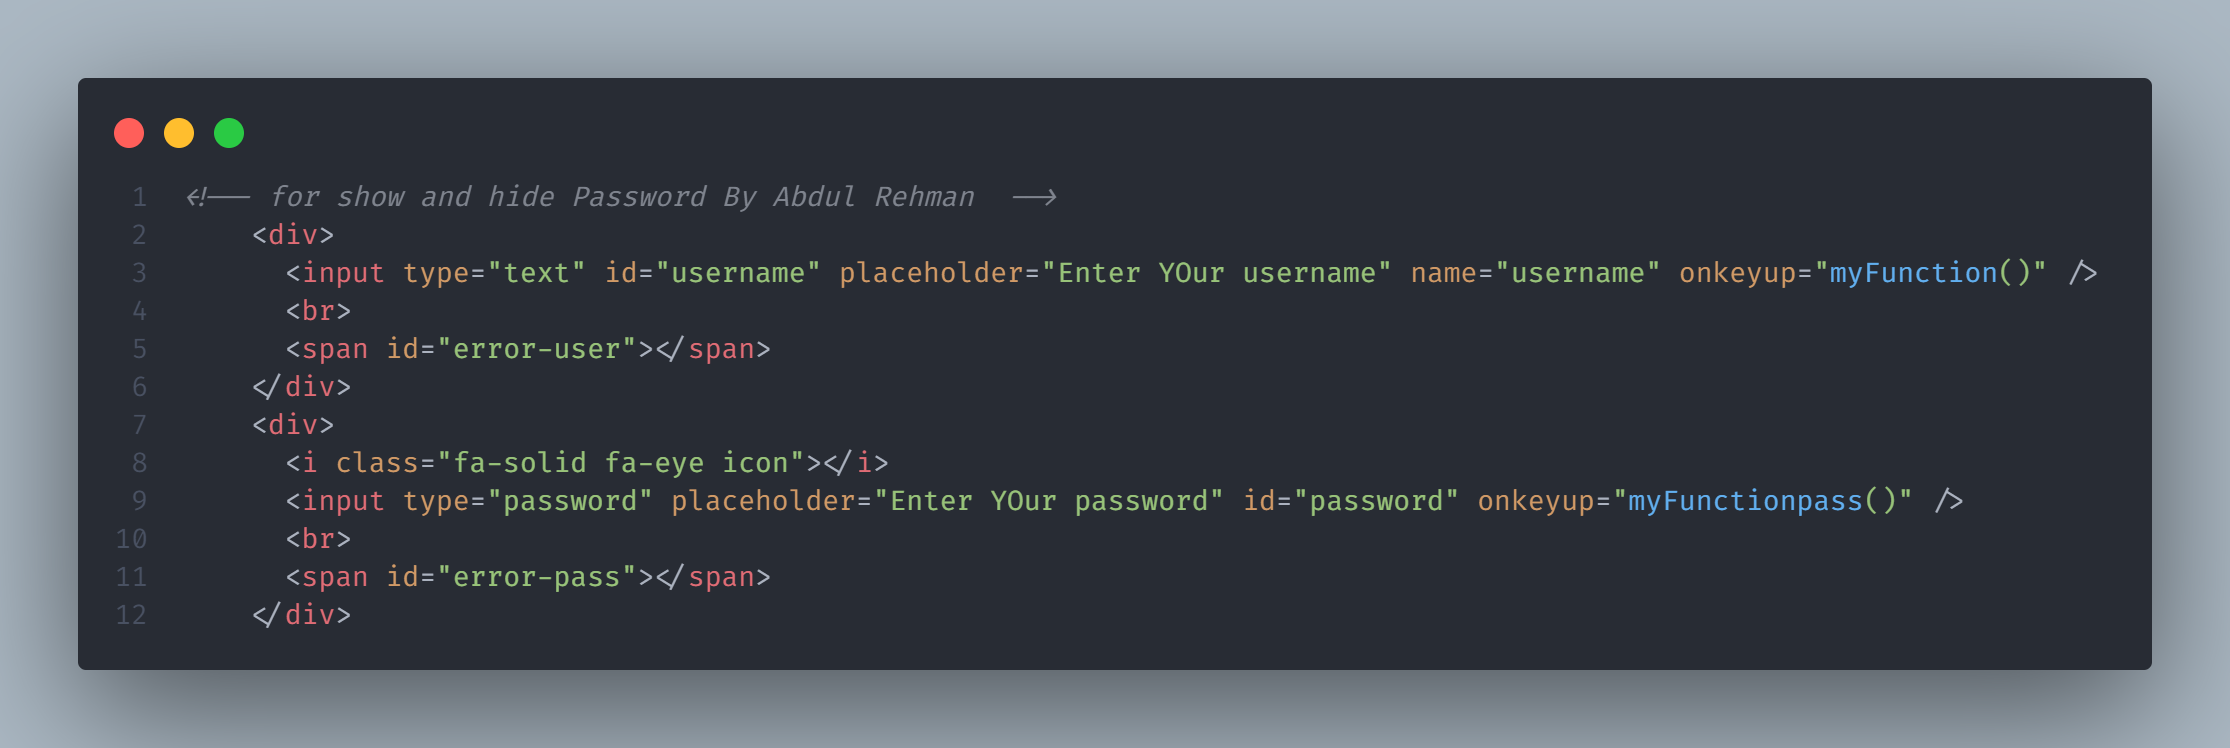 1 <!-- for show and hide Password By Abdul Rehman  -->
2     <div>
3       <input type="text" id="username" placeholder="Enter YOur username" name="username" onkeyup="myFunction()" />
4       <br>
5       <span id="error-user"></span>
6     </div>
7     <div>
8       <i class="fa-solid fa-eye icon"></i>
9       <input type="password" placeholder="Enter YOur password" id="password" onkeyup="myFunctionpass()" />
10       <br>
11       <span id="error-pass"></span>
12     </div>